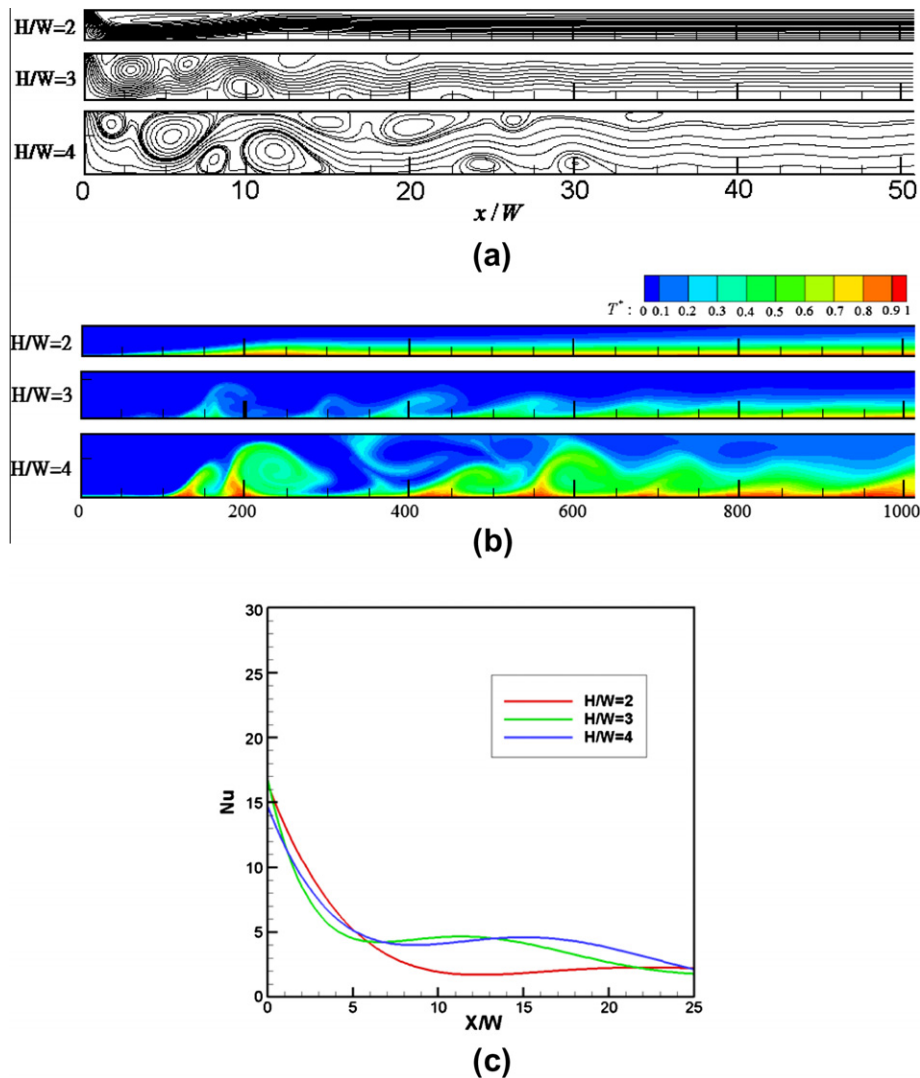 H/W=2
H/W=3
H/W=4
0 10 20 30 40 50
x/W
(a)
T* : 0 0.1 0.2 0.3 0.4 0.5 0.6 0.7 0.8 0.9 1
H/W=2
H/W=3
H/W=4
0 200 400 600 800 1000
(b)
30
25
20
15
10
5
0
Nu
H/W=2
H/W=3
H/W=4
0 5 10 15 20 25
X/W
(c)